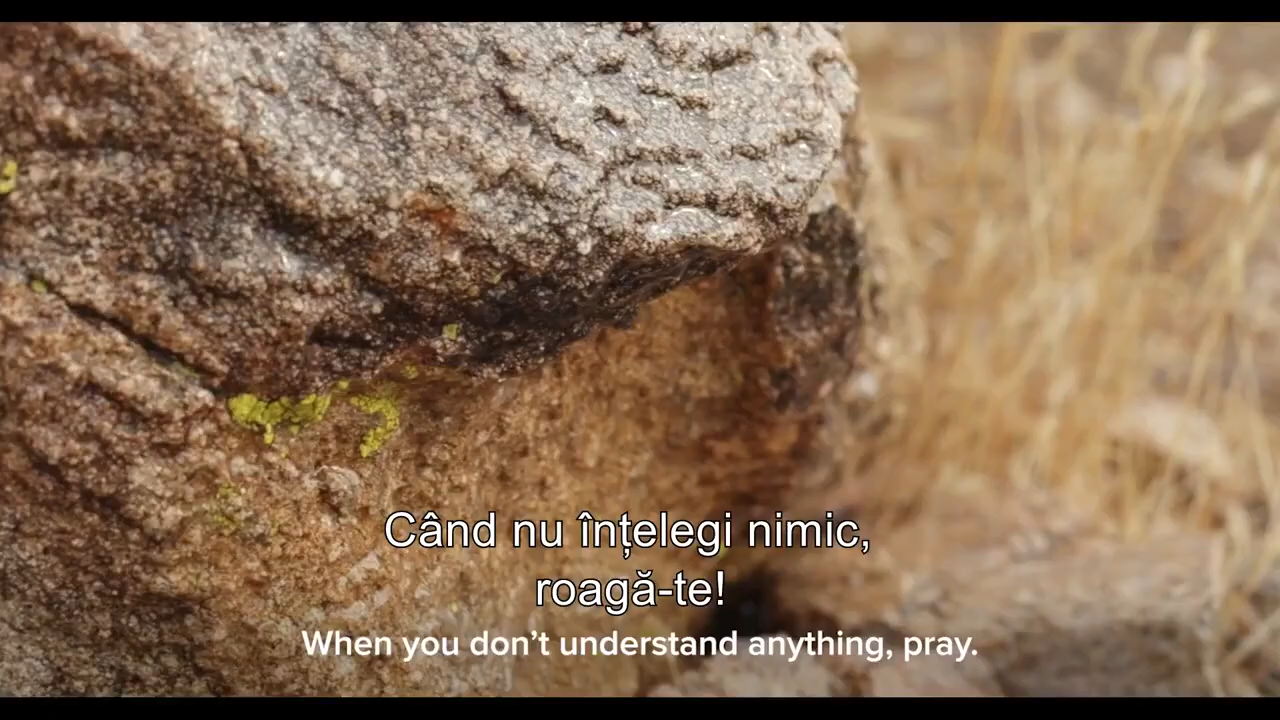 Când nu înțelegi nimic,
roagă-te!
When you don’t understand anything, pray.